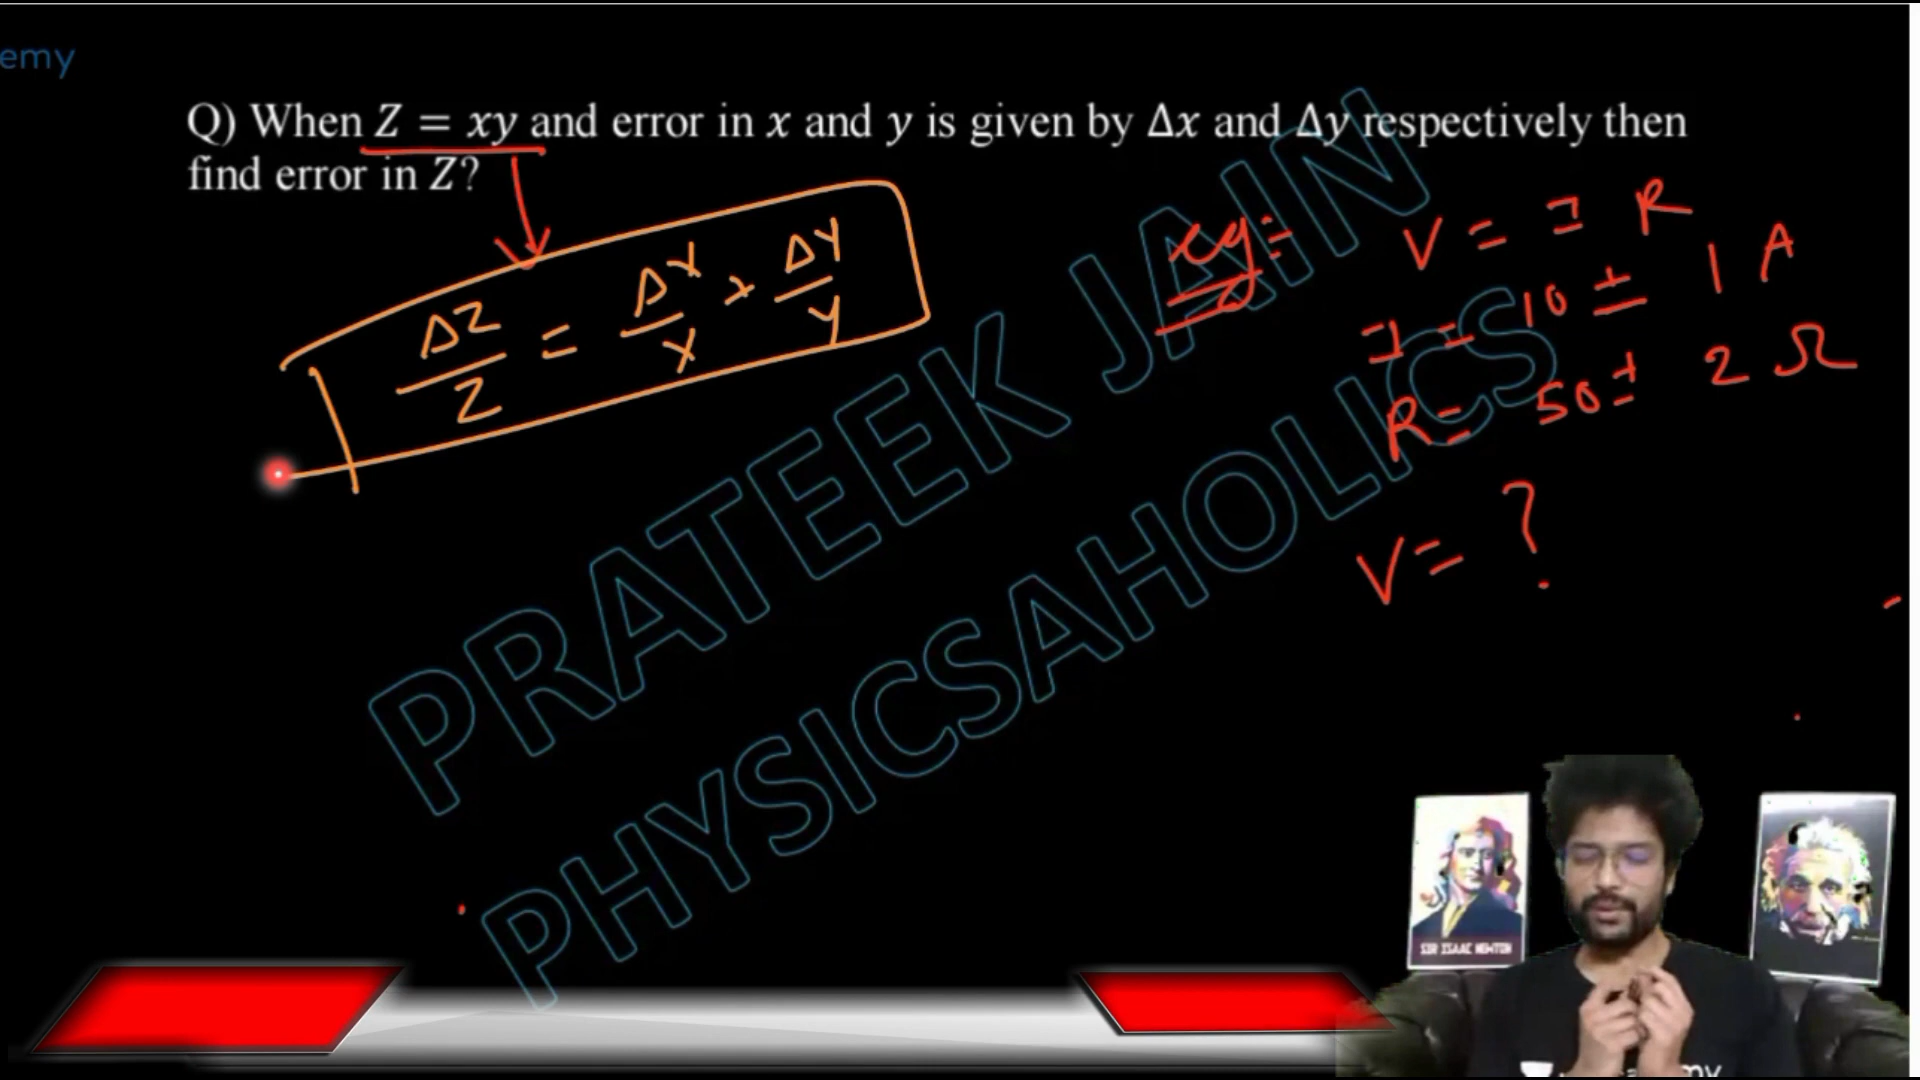 emy
Q) When Z = xy and error in x and y is given by Δx and Δy respectively then
find error in Z?
ΔZ/Z = Δx/x × Δy/y
eg:
V = I R
I = 10 ± 1 A
R = 50 ± 2 Ω
V = ?
PRATEEK JAIN
PHYSICSAHOLICS
SIR ISAAC NEWTON